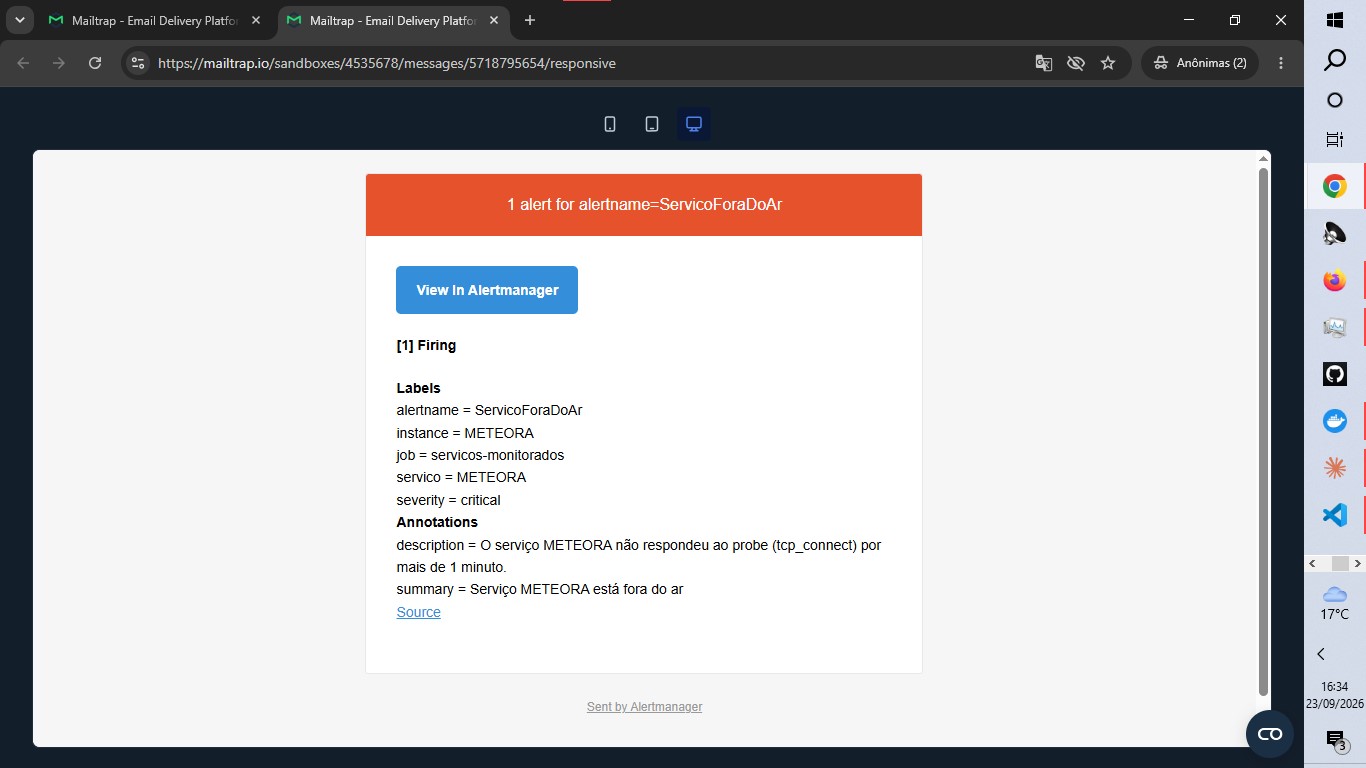 Mailtrap - Email Delivery Platfo
Mailtrap - Email Delivery Platfor
https://mailtrap.io/sandboxes/4535678/messages/5718795654/responsive
Anônimas (2)
1 alert for alertname=ServicoForaDoAr
View in Alertmanager
[1] Firing
Labels
alertname = ServicoForaDoAr
instance = METEORA
job = servicos-monitorados
servico = METEORA
severity = critical
Annotations
description = O serviço METEORA não respondeu ao probe (tcp_connect) por
mais de 1 minuto.
summary = Serviço METEORA está fora do ar
Source
Sent by Alertmanager
17°C
16:34
23/09/2026
3